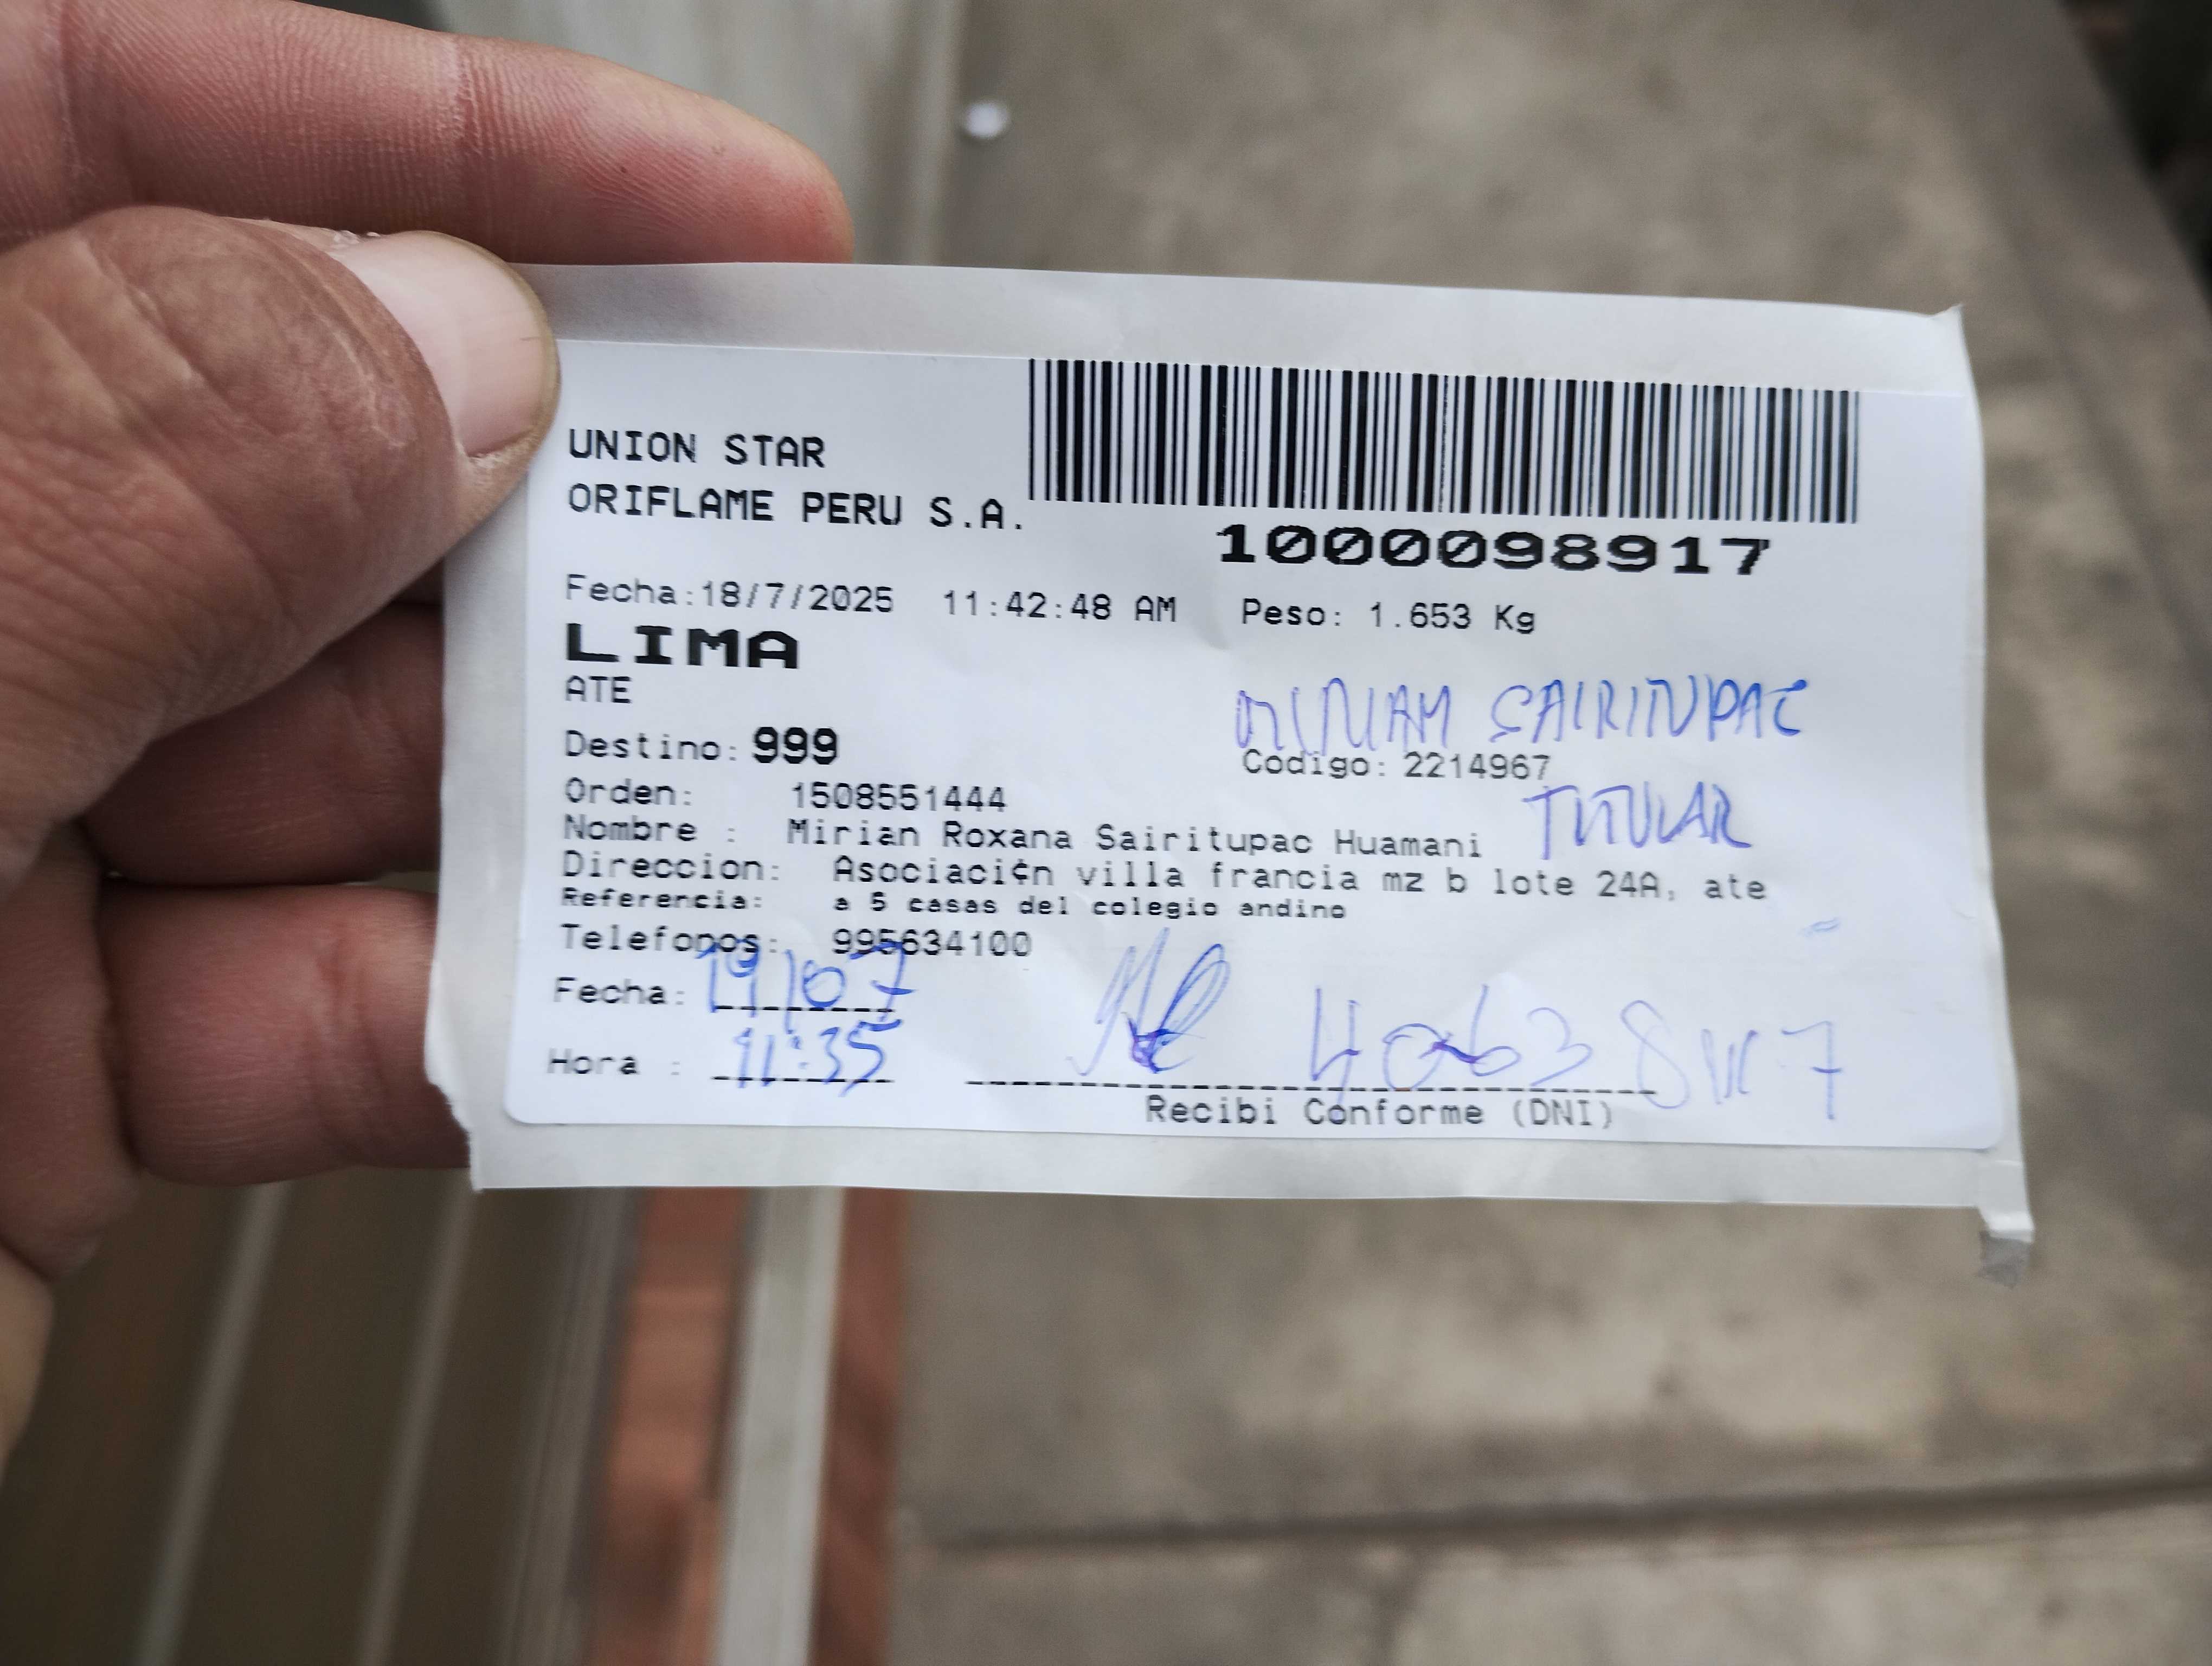 UNION STAR
ORIFLAME PERU S.A.
1000098917
Fecha:18/7/2025 11:42:48 AM Peso: 1.653 Kg
LIMA
ATE
MIRIAM SAIRITUPAC
Destino: 999 Codigo: 2214967
Orden: 1508551444
TITULAR
Nombre : Mirian Roxana Sairitupac Huamani
Direccion: Asociaci¢n villa francia mz b lote 24A, ate
Referencia: a 5 casas del colegio andino
Telefonos: 995634100
Fecha: 19/07
Hora : 11:35
Recibi Conforme (DNI)